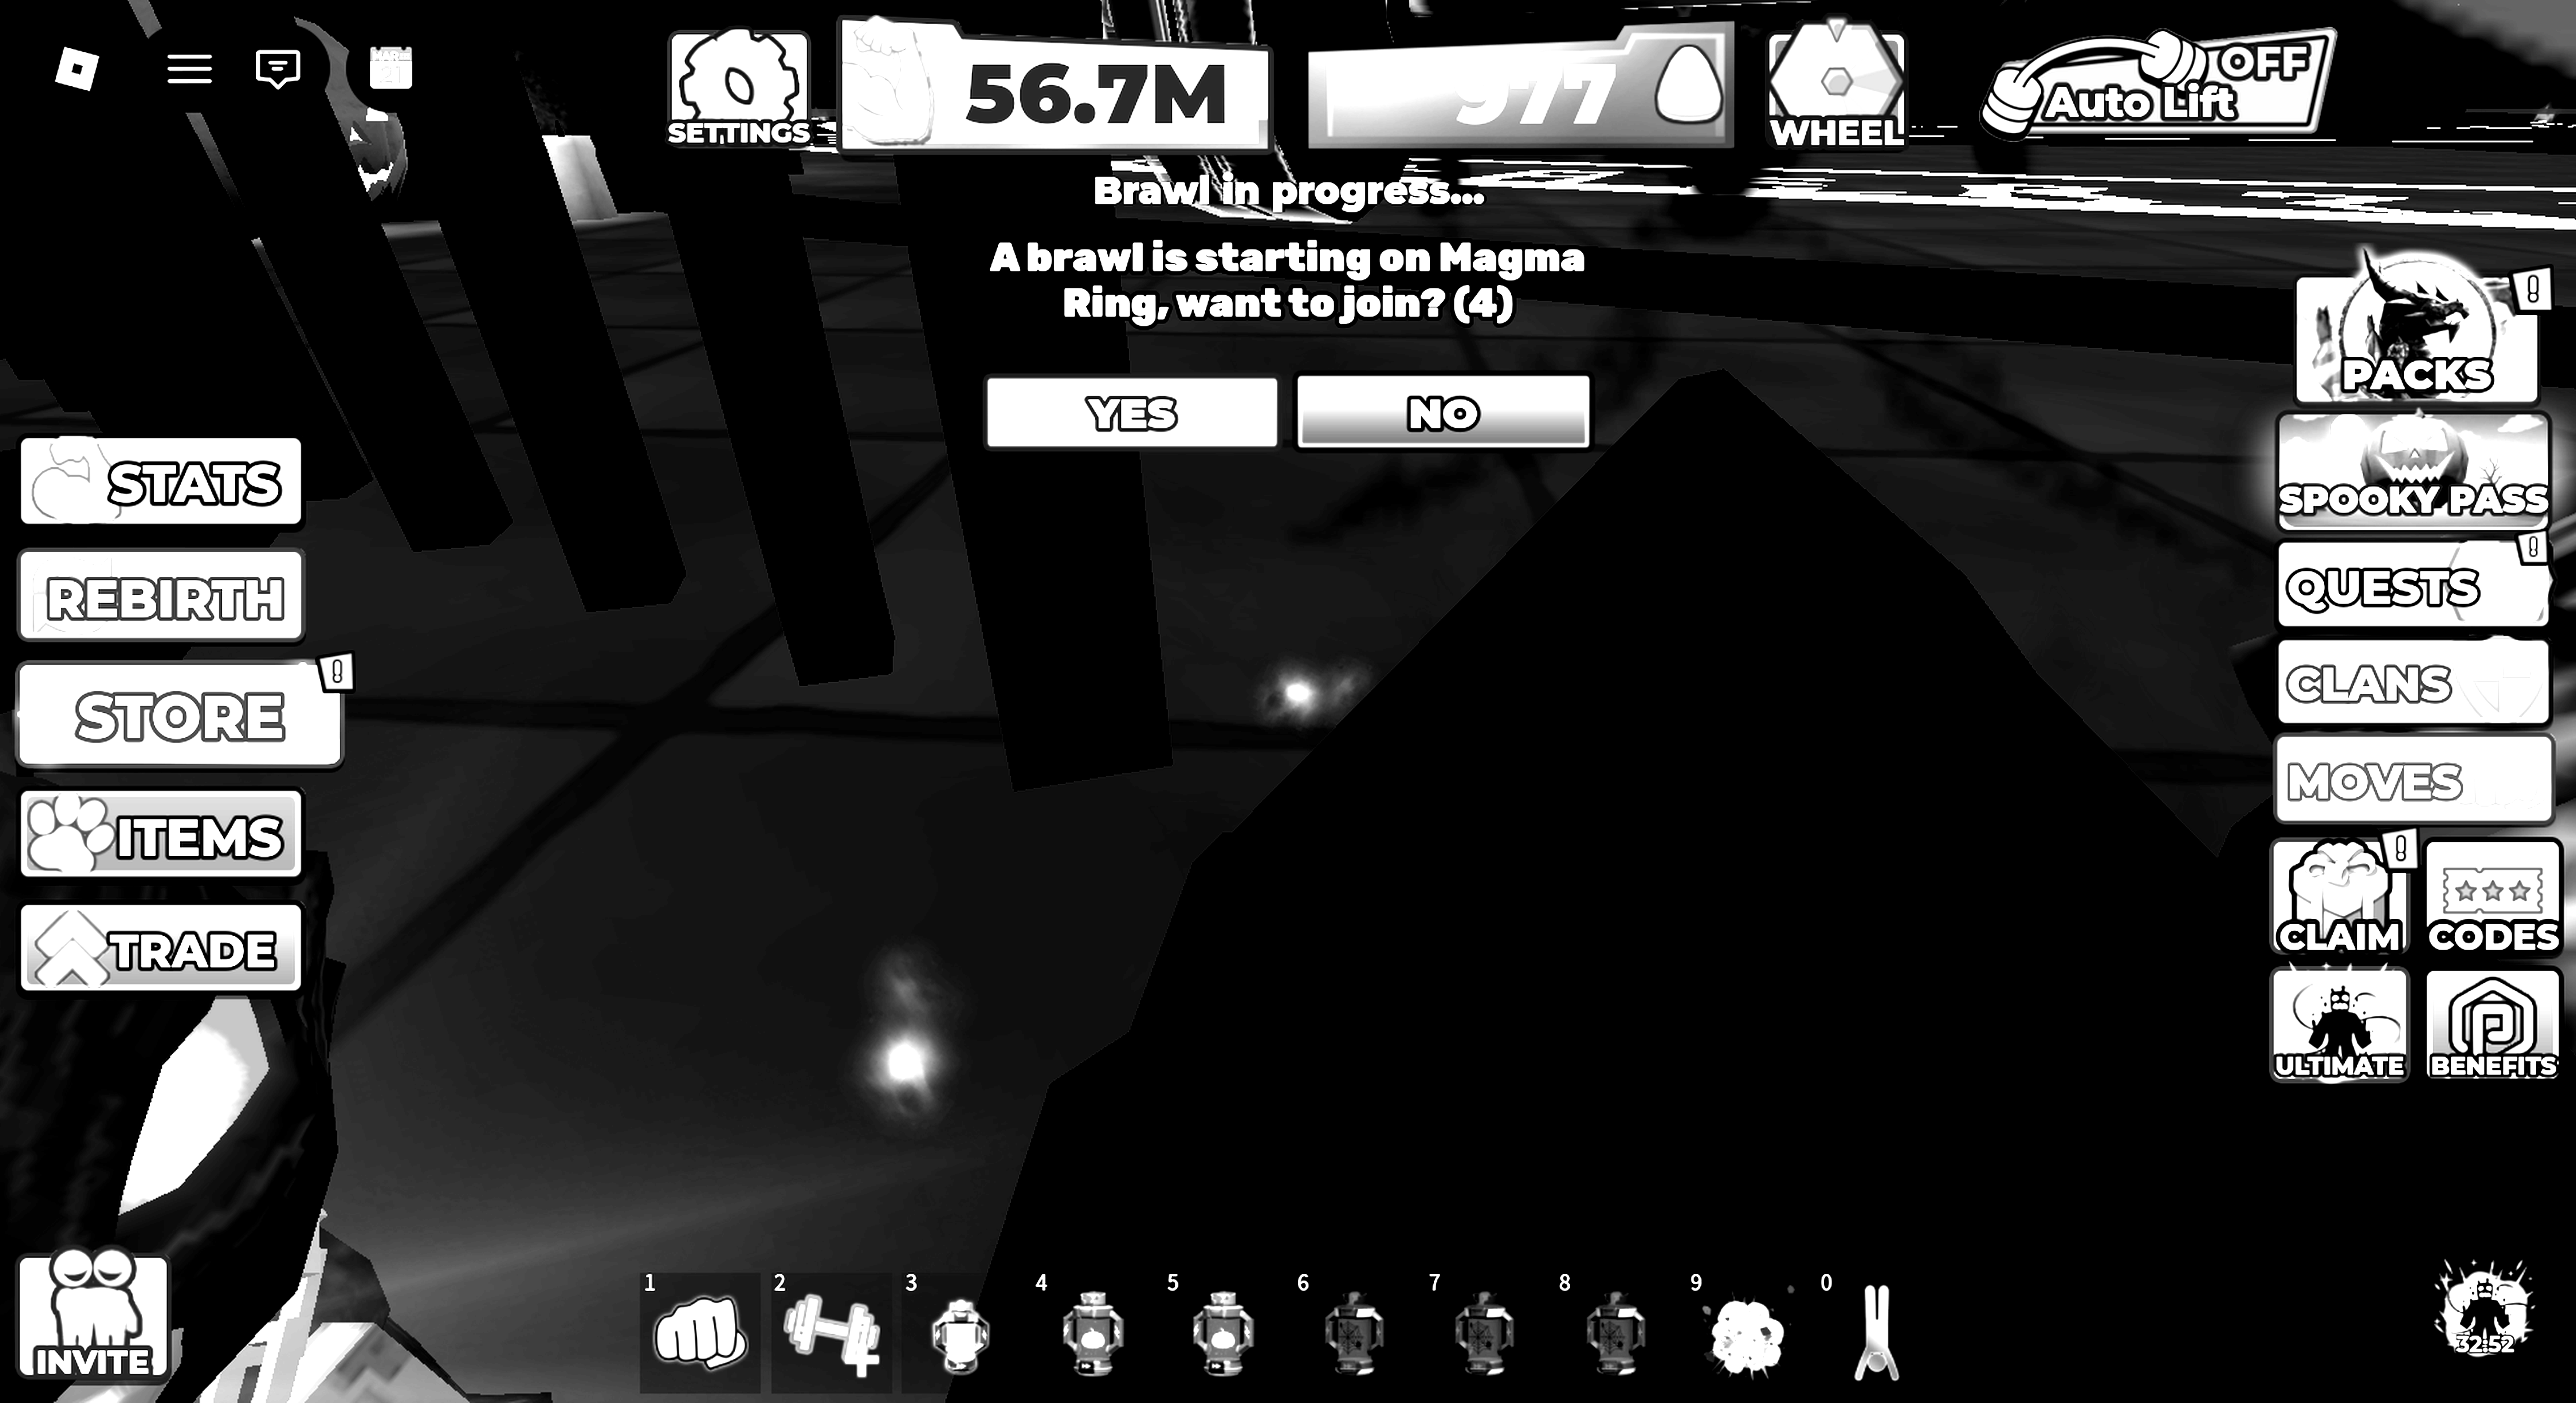 SETTINGS
56.7M
977
WHEEL
OFF
Auto Lift
Brawl in progress...
A brawl is starting on Magma
Ring, want to join? (4)
YES
NO
STATS
REBIRTH
!
STORE
ITEMS
TRADE
INVITE
!
PACKS
SPOOKY PASS
!
QUESTS
CLANS
MOVES
!
CLAIM
CODES
ULTIMATE
BENEFITS
1
2
3
4
5
6
7
8
9
0
32:52